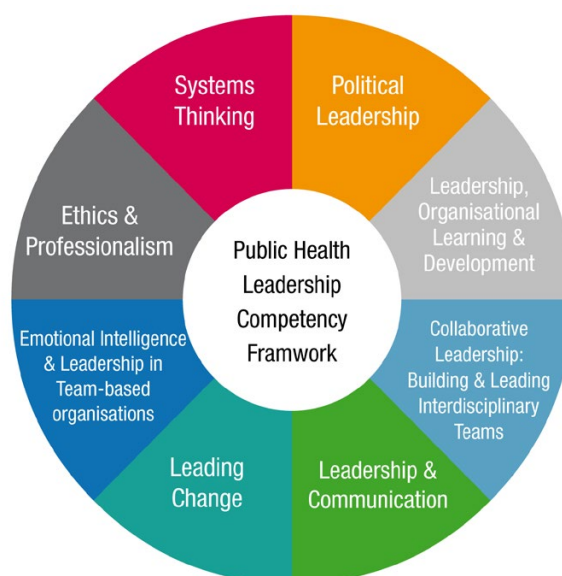 Systems
Thinking
Political
Leadership
Leadership,
Organisational
Learning &
Development
Collaborative
Leadership:
Building & Leading
Interdisciplinary
Teams
Leadership &
Communication
Leading
Change
Emotional Intelligence
& Leadership in
Team-based
organisations
Ethics &
Professionalism
Public Health
Leadership
Competency
Framwork